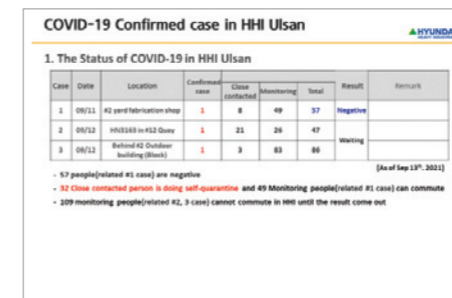 COVID-19 Confirmed case in HHI Ulsan
HYUNDAI
HEAVY INDUSTRIES
1. The Status of COVID-19 in HHI Ulsan
Case Date Location Confirmed case Close contacted Monitoring Total Result Remark
1 09/11 #2 yard fabrication shop 1 8 49 57 Negative
2 09/12 HN3163 in #12 Quay 1 21 26 47 Waiting
3 09/12 Behind #2 Outdoor building (Block) 1 3 83 86
[As of Sep 13th. 2021]
- 57 people(related #1 case) are negative
- 32 Close contacted person is doing self-quarantine and 49 Monitoring people(related #1 case) can commute
- 109 monitoring people(related #2, 3 case) cannot commute in HHI until the result come out